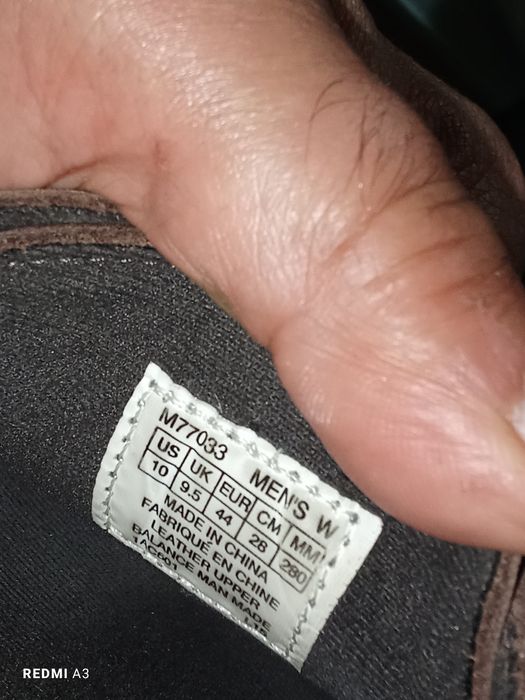 M77033 MEN'S W
US UK EUR CM MM
10 9.5 44 28 280
MADE IN CHINA
FABRIQUÉ EN CHINE
LEATHER UPPER
BALANCE MAN MADE
REDMI A3